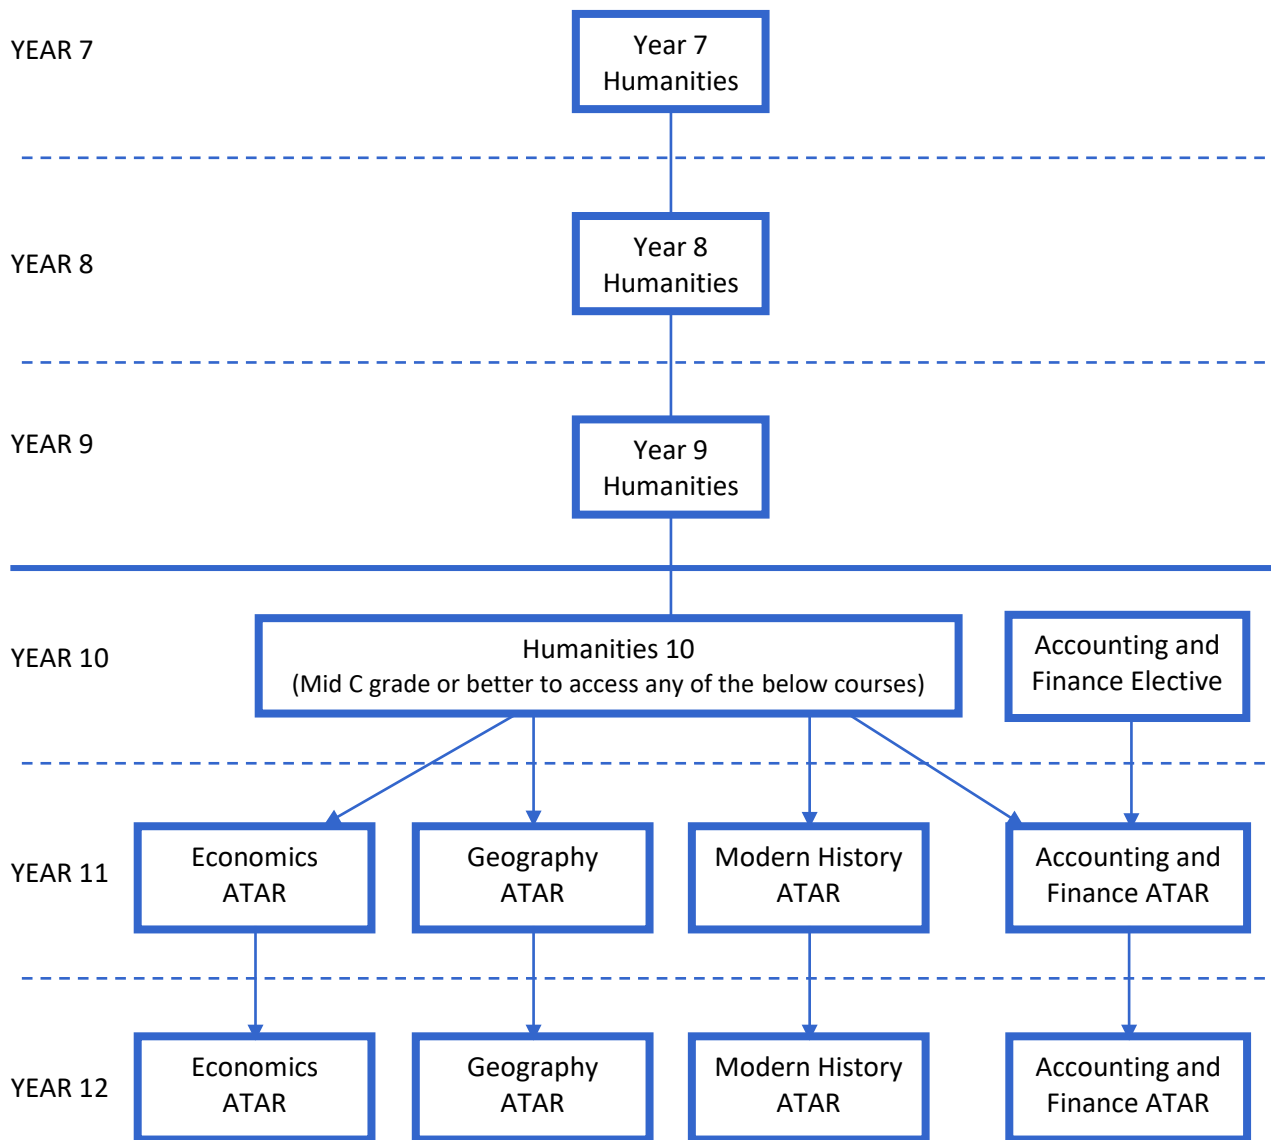 YEAR 7
Year 7
Humanities
YEAR 8
Year 8
Humanities
YEAR 9
Year 9
Humanities
YEAR 10
Humanities 10
(Mid C grade or better to access any of the below courses)
Accounting and
Finance Elective
YEAR 11
Economics
ATAR
Geography
ATAR
Modern History
ATAR
Accounting and
Finance ATAR
YEAR 12
Economics
ATAR
Geography
ATAR
Modern History
ATAR
Accounting and
Finance ATAR